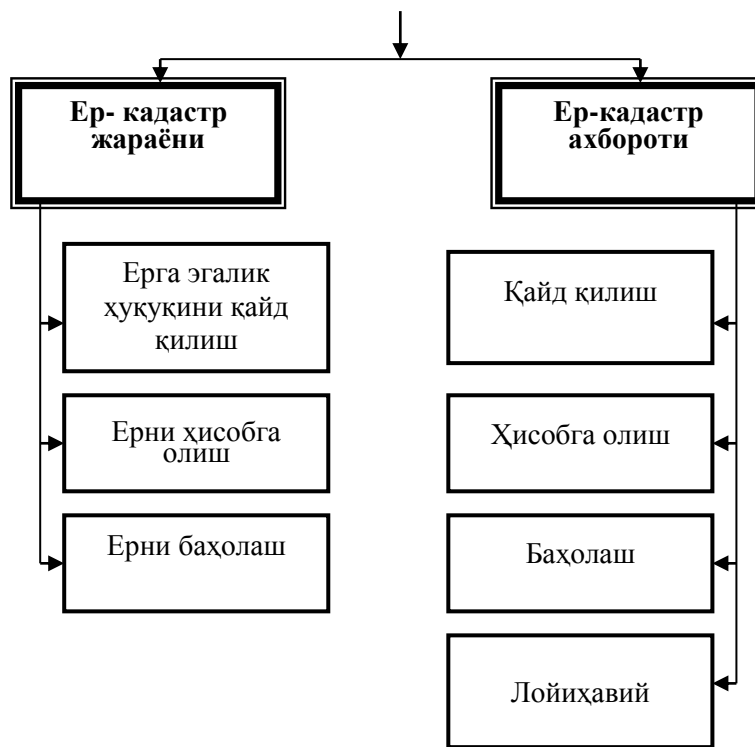 Ер- кадастр
жараёни
Ер-кадастр
ахбороти
Ерга эгалик
ҳуқуқини қайд
қилиш
Қайд қилиш
Ерни ҳисобга
олиш
Ҳисобга олиш
Ерни баҳолаш
Баҳолаш
Лойиҳавий